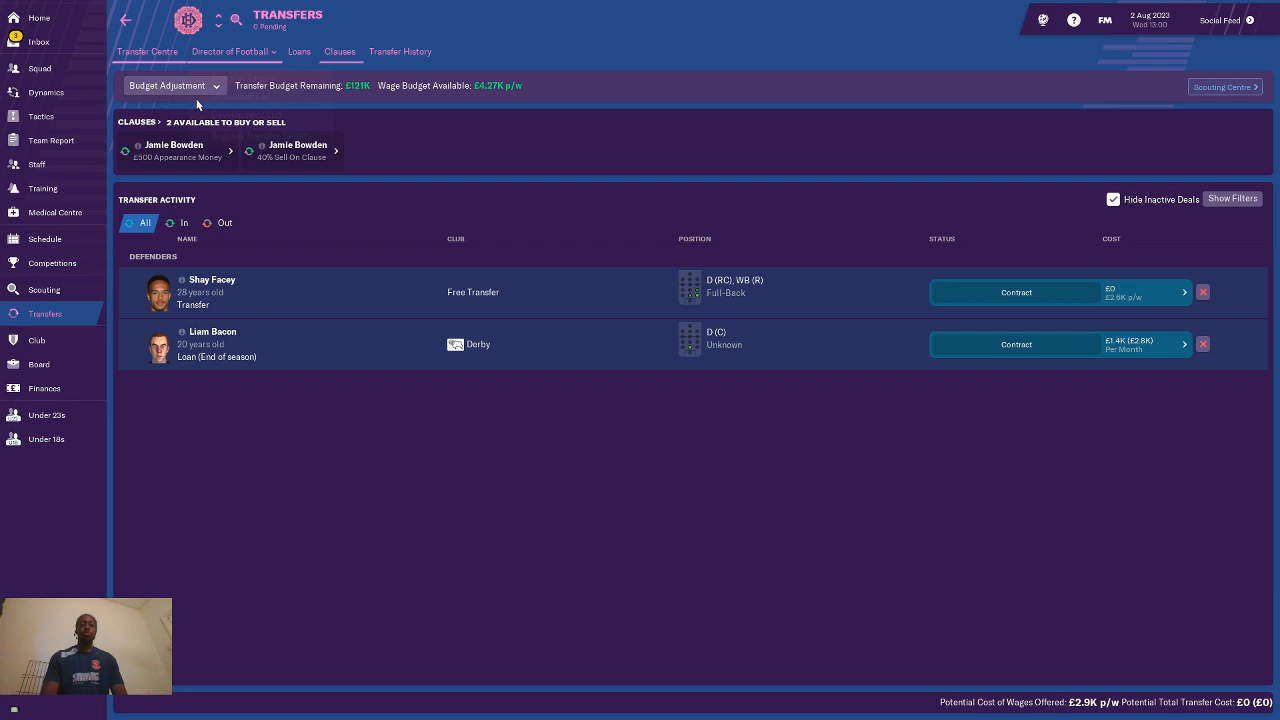 Home
TRANSFERS
0 Pending
2 Aug 2023
Wed 13:00
FM
Social Feed
3
Inbox
Squad
Dynamics
Tactics
Team Report
Staff
Training
Medical Centre
Schedule
Competitions
Scouting
Transfers
Club
Board
Finances
Under 23s
Under 18s
Transfer Centre
Director of Football
Loans
Clauses
Transfer History
Budget Adjustment
Transfer Budget Remaining: £121K
Wage Budget Available: £4.27K p/w
Scouting Centre >
CLAUSES > 2 AVAILABLE TO BUY OR SELL
Jamie Bowden
£500 Appearance Money
Jamie Bowden
40% Sell On Clause
TRANSFER ACTIVITY
Hide Inactive Deals
Show Filters
All
In
Out
NAME
CLUB
POSITION
STATUS
COST
DEFENDERS
Shay Facey
28 years old
Transfer
Free Transfer
D (RC), WB (R)
Full-Back
Contract
£0
£2.6K p/w
Liam Bacon
20 years old
Loan (End of season)
Derby
D (C)
Unknown
Contract
£1.4K (£2.8K)
Per Month
Potential Cost of Wages Offered: £2.9K p/w Potential Total Transfer Cost: £0 (£0)